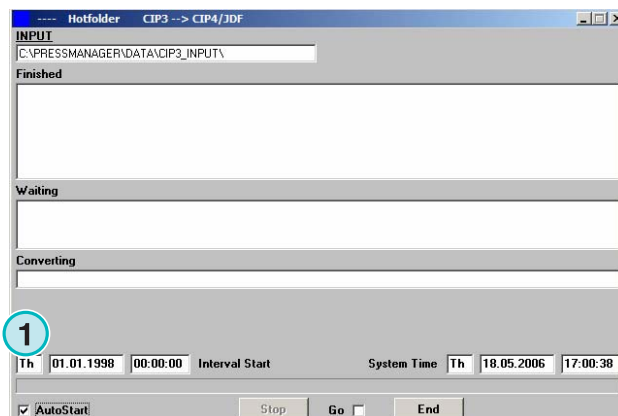 ---- Hotfolder CIP3 --> CIP4/JDF
INPUT
C:\PRESSMANAGER\DATA\CIP3_INPUT\
Finished
Waiting
Converting
1
Th 01.01.1998 00:00:00 Interval Start System Time Th 18.05.2006 17:00:38
AutoStart Stop Go End